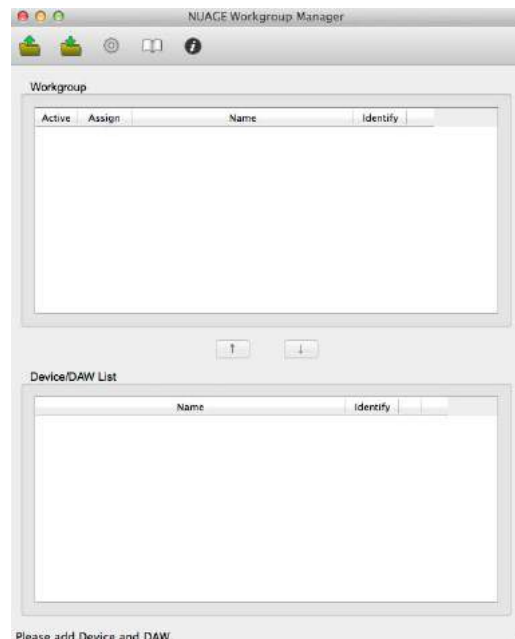 NUAGE Workgroup Manager
Workgroup
Active Assign Name Identify
Device/DAW List
Name Identify
Please add Device and DAW